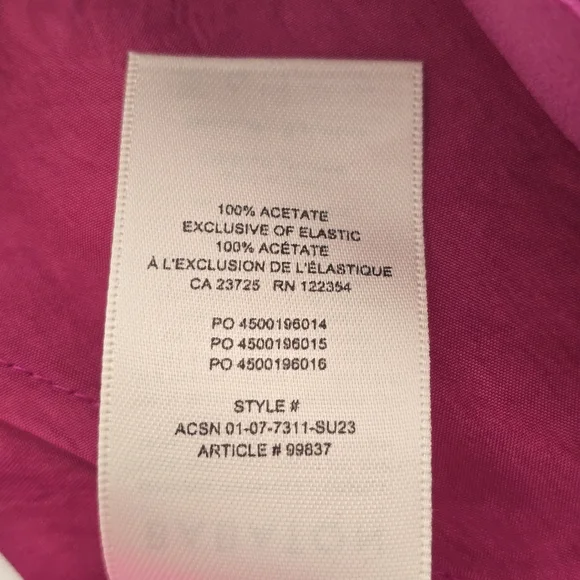 100% ACETATE
EXCLUSIVE OF ELASTIC
100% ACÉTATE
À L'EXCLUSION DE L'ÉLASTIQUE
CA 23725 RN 122354
PO 4500196014
PO 4500196015
PO 4500196016
STYLE #
ACSN 01-07-7311-SU23
ARTICLE # 99837